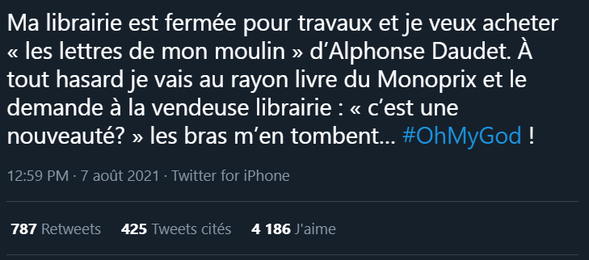 Ma librairie est fermée pour travaux et je veux acheter
« les lettres de mon moulin » d’Alphonse Daudet. À
tout hasard je vais au rayon livre du Monoprix et le
demande à la vendeuse librairie : « c’est une
nouveauté? » les bras m’en tombent... #OhMyGod !
12:59 PM · 7 août 2021 · Twitter for iPhone
787 Retweets 425 Tweets cités 4 186 J'aime